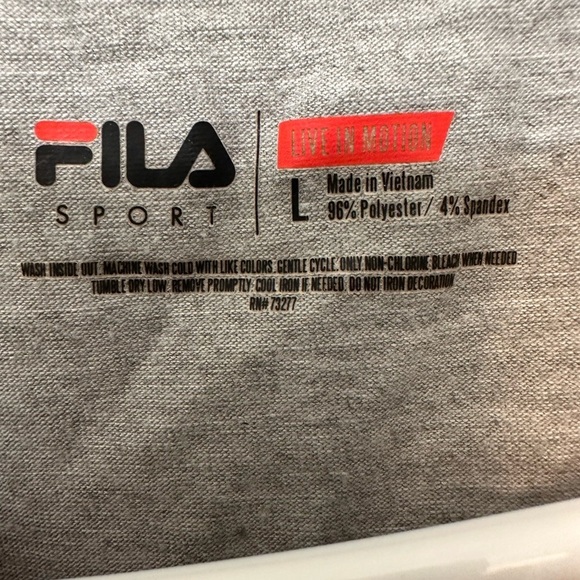 FILA
SPORT
LIVE IN MOTION
L
Made in Vietnam
96% Polyester/ 4% Spandex
WASH INSIDE OUT. MACHINE WASH COLD WITH LIKE COLORS. GENTLE CYCLE. ONLY NON-CHLORINE BLEACH WHEN NEEDED.
TUMBLE DRY LOW. REMOVE PROMPTLY. COOL IRON IF NEEDED. DO NOT IRON DECORATION
RN# 73277